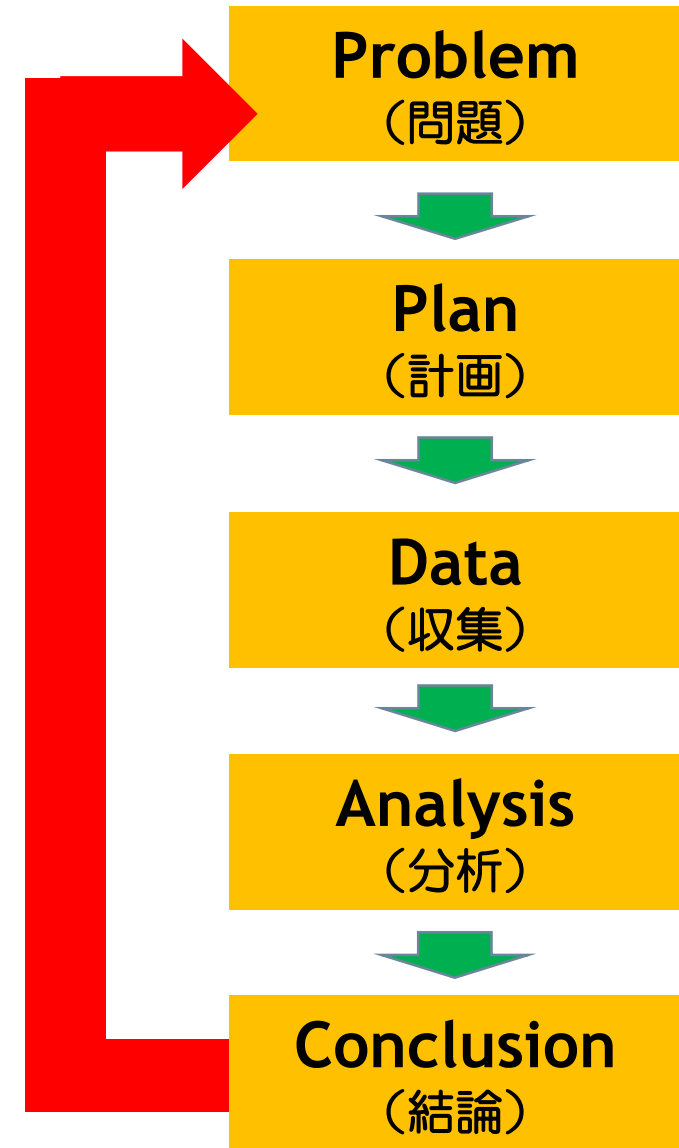 Problem
（問題）
Plan
（計画）
Data
（収集）
Analysis
（分析）
Conclusion
（結論）